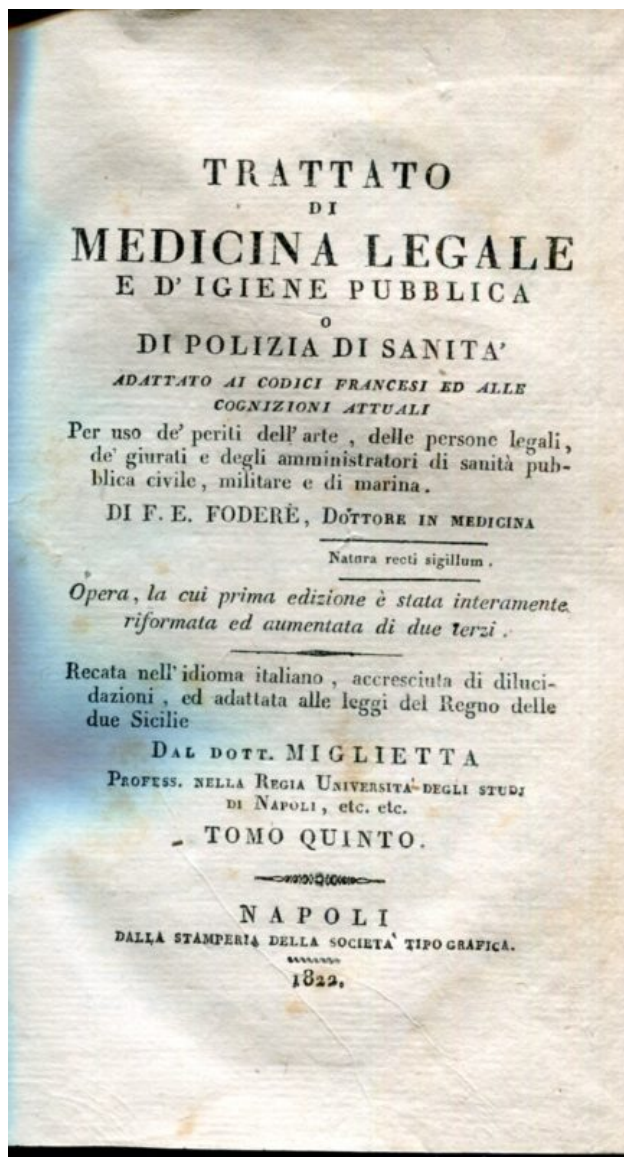 TRATTATO
DI
MEDICINA LEGALE
E D' IGIENE PUBBLICA
O
DI POLIZIA DI SANITA'
ADATTATO AI CODICI FRANCESI ED ALLE
COGNIZIONI ATTUALI
Per uso de' periti dell' arte , delle persone legali,
de' giurati e degli amministratori di sanità pub-
blica civile, militare e di marina.
DI F. E. FODERÈ, DOTTORE IN MEDICINA
Natura recti sigillum .
Opera, la cui prima edizione è stata interamente
riformata ed aumentata di due terzi .
Recata nell' idioma italiano , accresciuta di diluci-
dazioni , ed adattata alle leggi del Regno delle
due Sicilie
DAL DOTT. MIGLIETTA
PROFESS. NELLA REGIA UNIVERSITA' DEGLI STUDJ
DI NAPOLI, etc. etc.
TOMO QUINTO.
NAPOLI
DALLA STAMPERIA DELLA SOCIETA' TIPOGRAFICA.
1822.